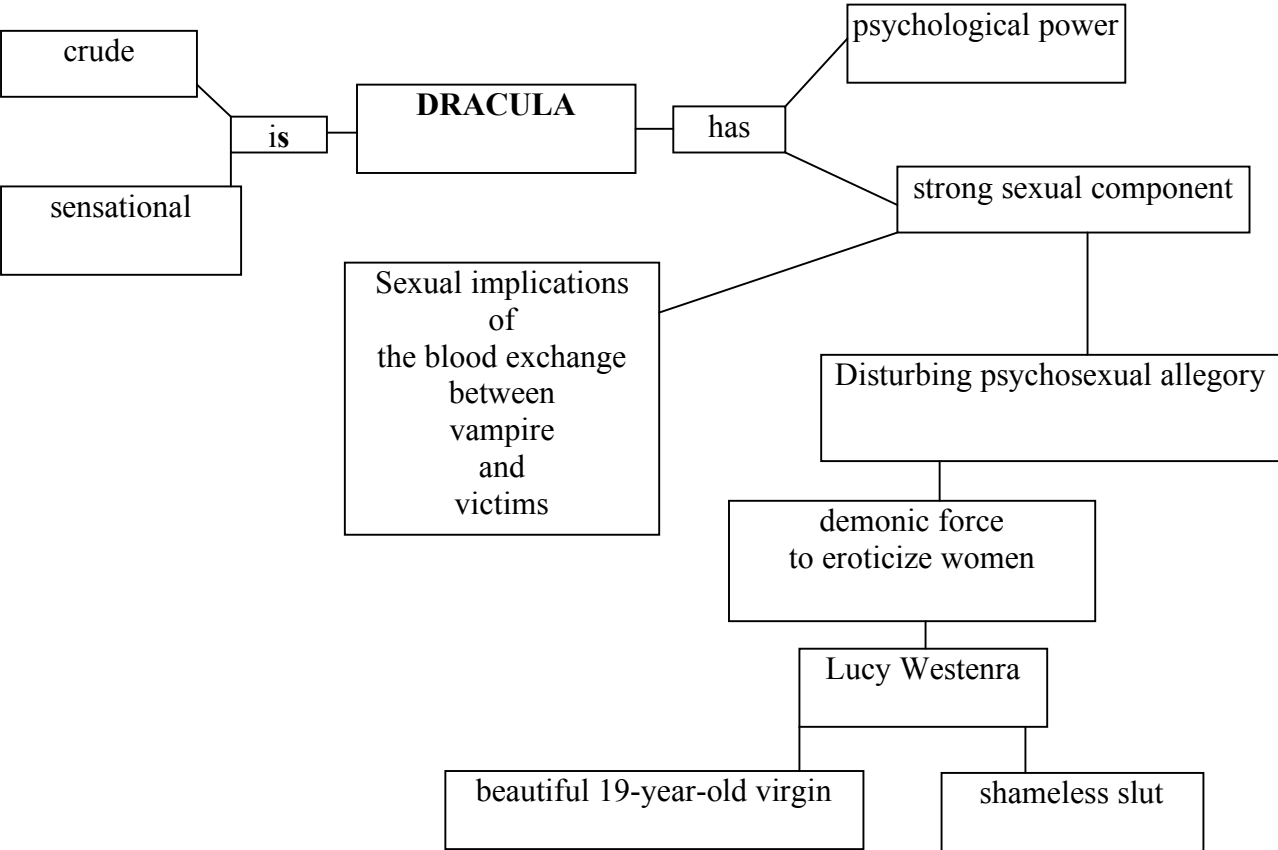 psychological power
crude
DRACULA
is
has
strong sexual component
sensational
Sexual implications
of
the blood exchange
between
vampire
and
victims
Disturbing psychosexual allegory
demonic force
to eroticize women
Lucy Westenra
beautiful 19-year-old virgin
shameless slut